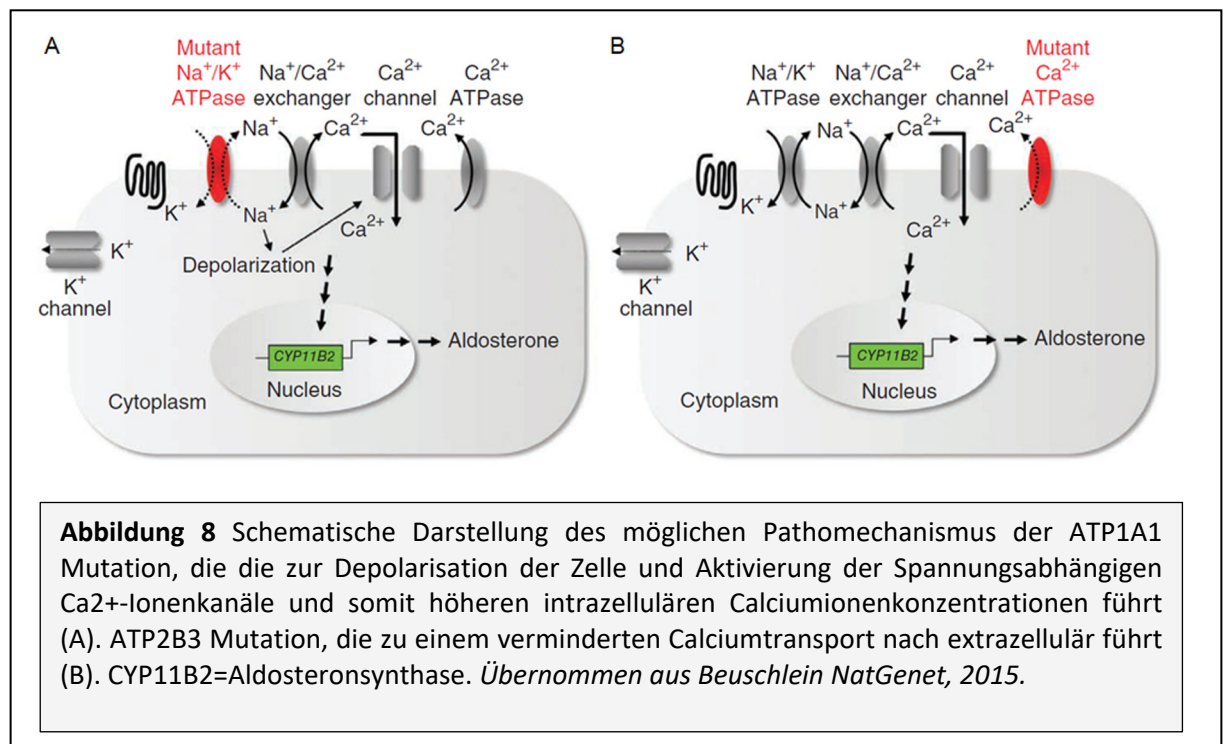 A
Mutant
Na⁺/K⁺
ATPase
Na⁺/Ca²⁺
exchanger
Ca²⁺
channel
Ca²⁺
ATPase
Na⁺
Ca²⁺
Ca²⁺
K⁺
Na⁺
Ca²⁺
Depolarization
K⁺
K⁺
channel
CYP11B2
Aldosterone
Nucleus
Cytoplasm
B
Na⁺/K⁺
ATPase
Na⁺/Ca²⁺
exchanger
Ca²⁺
channel
Mutant
Ca²⁺
ATPase
Na⁺
Ca²⁺
Ca²⁺
K⁺
Na⁺
Ca²⁺
K⁺
K⁺
channel
CYP11B2
Aldosterone
Nucleus
Cytoplasm
Abbildung 8 Schematische Darstellung des möglichen Pathomechanismus der ATP1A1
Mutation, die die zur Depolarisation der Zelle und Aktivierung der Spannungsabhängigen
Ca2+-Ionenkanäle und somit höheren intrazellulären Calciumionenkonzentrationen führt
(A). ATP2B3 Mutation, die zu einem verminderten Calciumtransport nach extrazellulär führt
(B). CYP11B2=Aldosteronsynthase. Übernommen aus Beuschlein NatGenet, 2015.